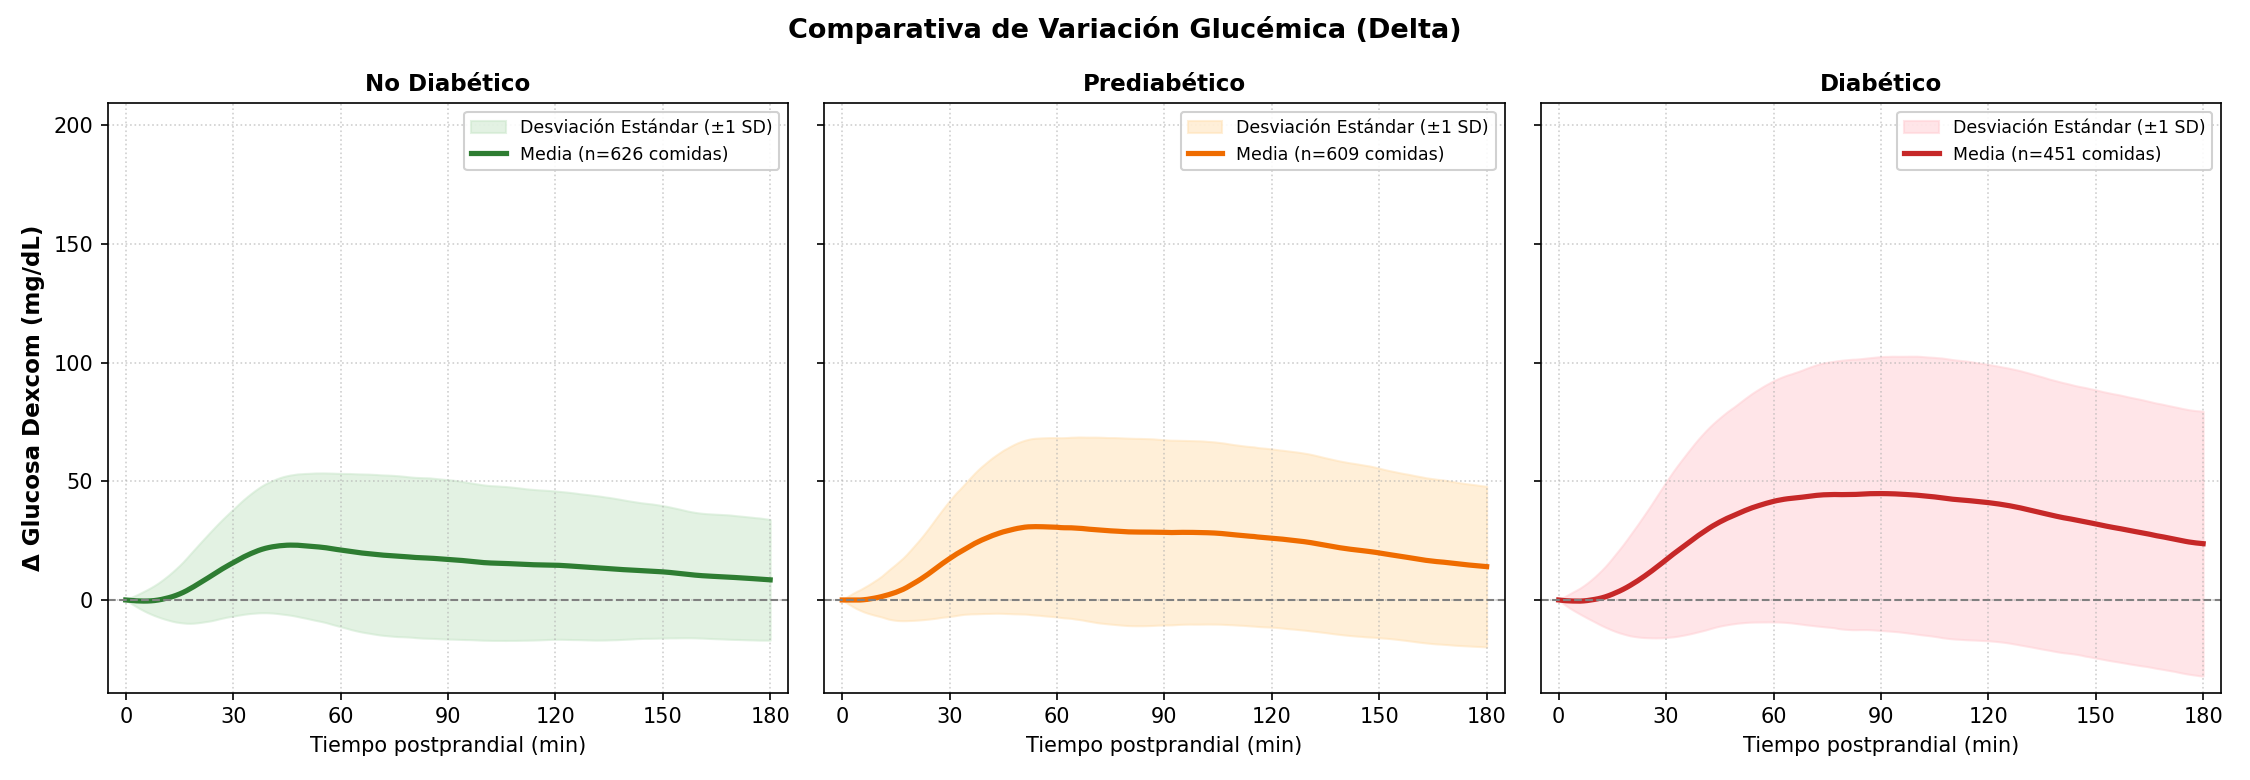 Comparativa de Variación Glucémica (Delta)
No Diabético
Prediabético
Diabético
Δ Glucosa Dexcom (mg/dL)
200
150
100
50
0
Desviación Estándar (±1 SD)
Media (n=626 comidas)
Desviación Estándar (±1 SD)
Media (n=609 comidas)
Desviación Estándar (±1 SD)
Media (n=451 comidas)
0 30 60 90 120 150 180
0 30 60 90 120 150 180
0 30 60 90 120 150 180
Tiempo postprandial (min)
Tiempo postprandial (min)
Tiempo postprandial (min)